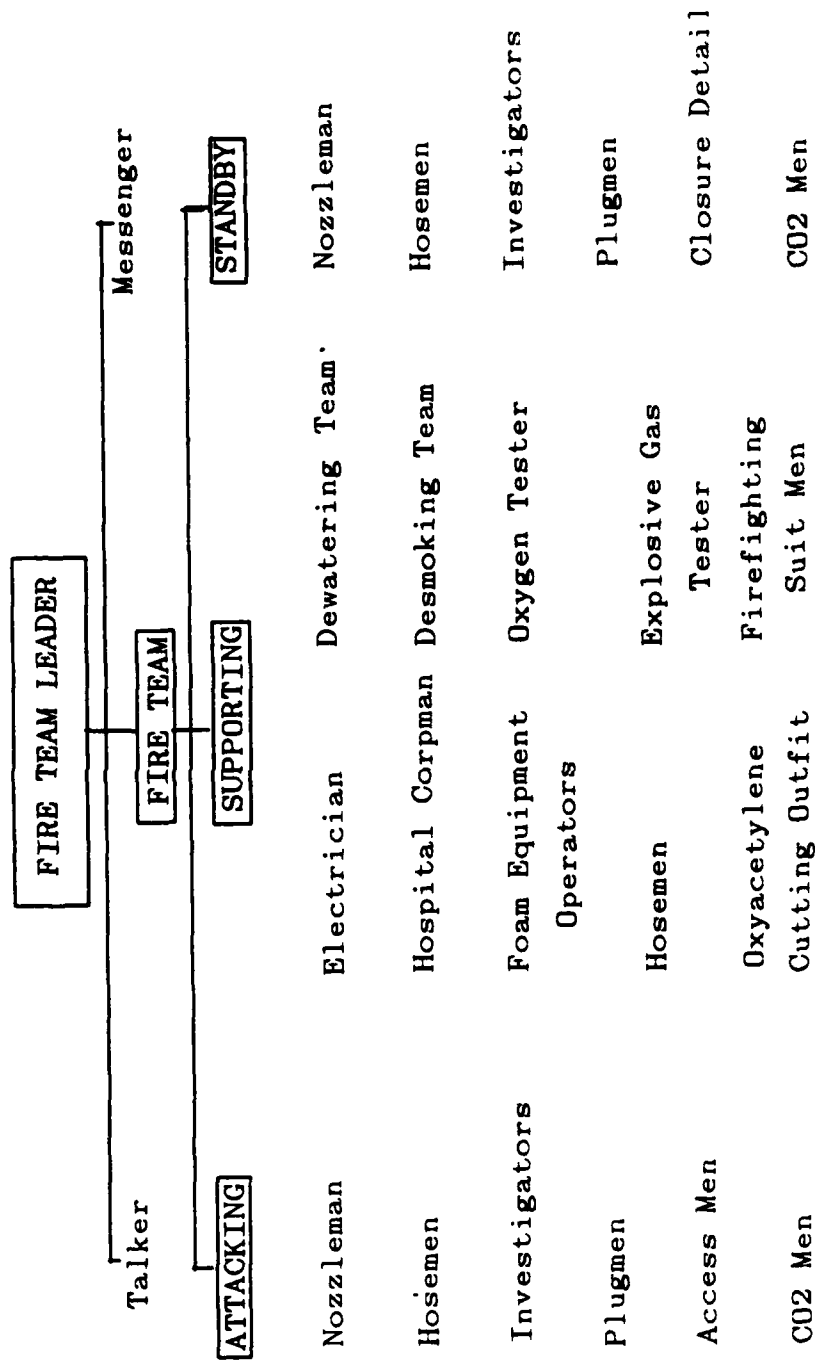 FIRE TEAM LEADER
Talker
Messenger
FIRE TEAM
ATTACKING
SUPPORTING
STANDBY
Nozzleman
Hosemen
Investigators
Plugmen
Access Men
CO2 Men
Electrician
Hospital Corpman
Foam Equipment
Operators
Hosemen
Oxyacetylene
Cutting Outfit
Dewatering Team
Desmoking Team
Oxygen Tester
Explosive Gas
Tester
Firefighting
Suit Men
Nozzleman
Hosemen
Investigators
Plugmen
Closure Detail
CO2 Men